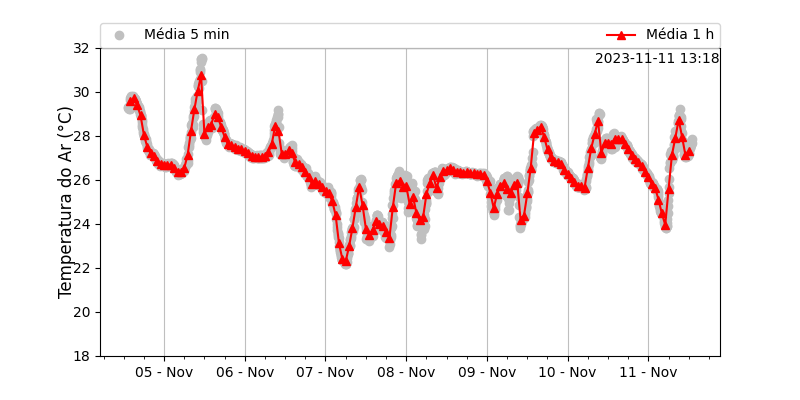 Média 5 min
Média 1 h
2023-11-11 13:18
Temperatura do Ar (°C)
32
30
28
26
24
22
20
18
05 - Nov
06 - Nov
07 - Nov
08 - Nov
09 - Nov
10 - Nov
11 - Nov